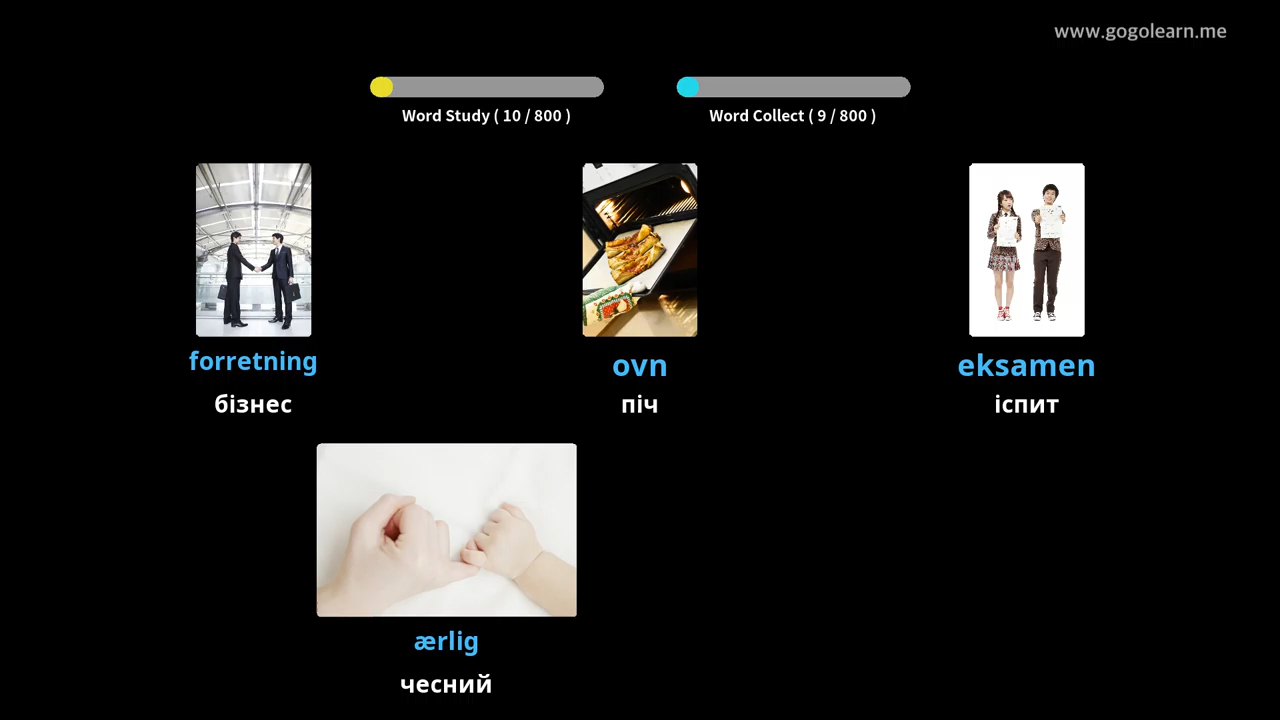 www.gogolearn.me
Word Study ( 10 / 800 )
Word Collect ( 9 / 800 )
forretning
бізнес
ovn
піч
eksamen
іспит
ærlig
чесний